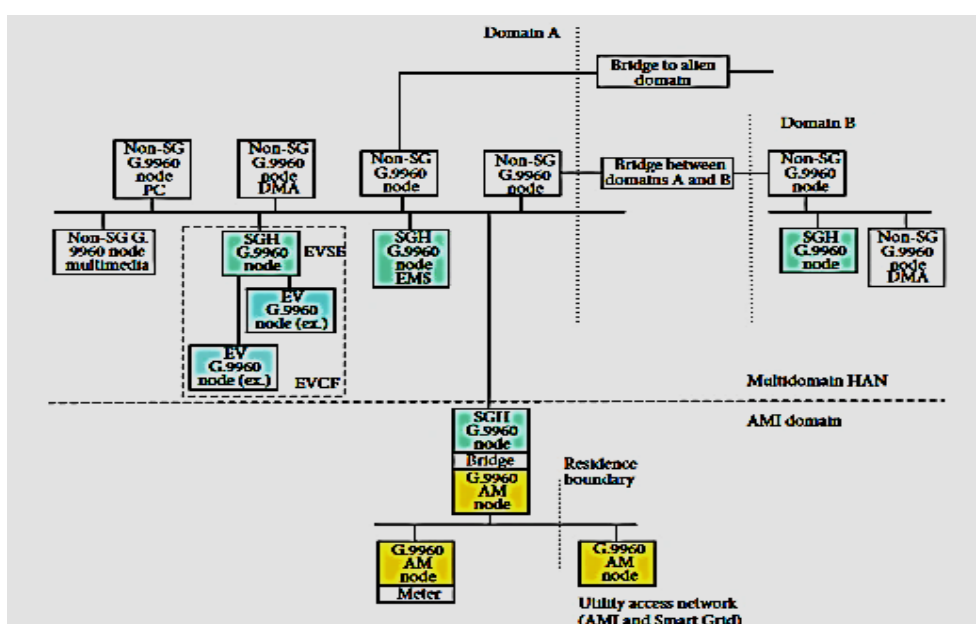 Domain A
Bridge to alien
domain
Domain B
Non-SG
G.9960
node
PC
Non-SG
G.9960
node
DMA
Non-SG
G.9960
node
Non-SG
G.9960
node
Bridge between
domains A and B
Non-SG
G.9960
node
Non-SG G.
9960 node
multimedia
SGH
G.9960
node
EVSE
SGH
G.9960
node
EMS
SGH
G.9960
node
Non-SG
G.9960
node
DMA
EV
G.9960
node (ex.)
EV
G.9960
node (ex.)
EVCF
Multidomain HAN
AMI domain
SGH
G.9960
node
Bridge
G.9960
AM
node
Residence
boundary
G.9960
AM
node
Meter
G.9960
AM
node
Utility access network
(AMI and Smart Grid)